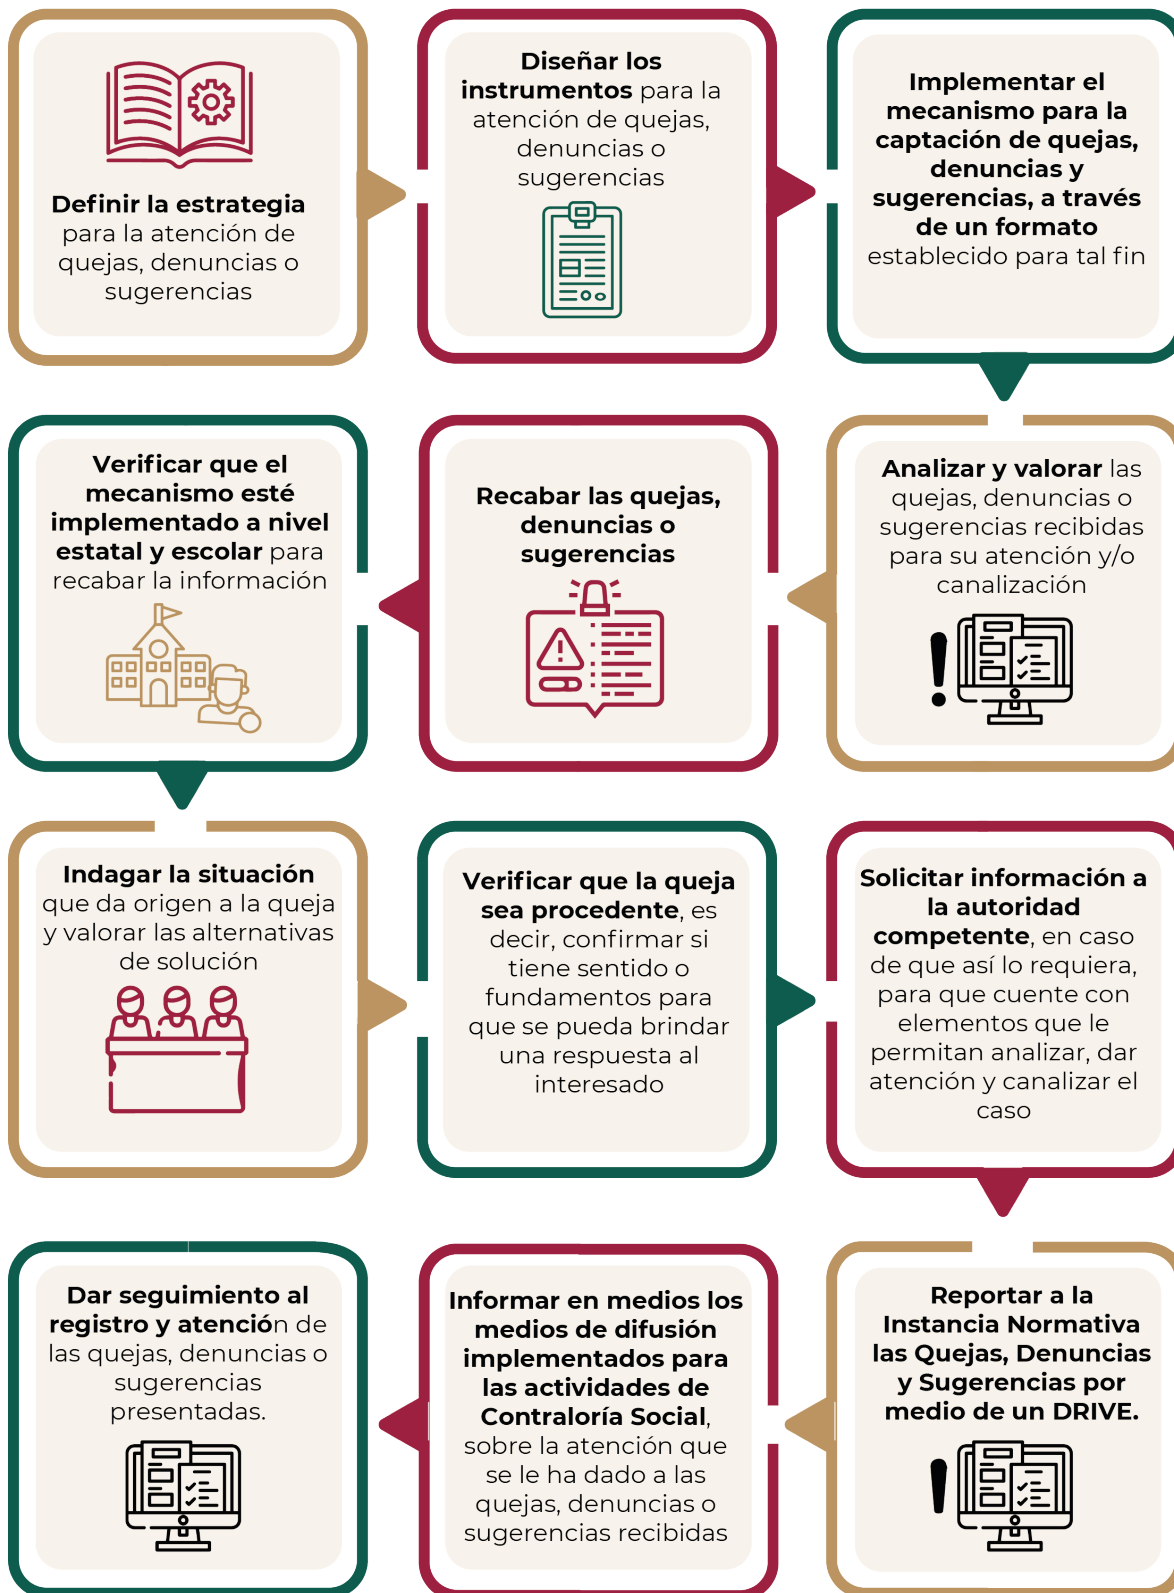 Definir la estrategia
para la atención de
quejas, denuncias o
sugerencias
Diseñar los
instrumentos para la
atención de quejas,
denuncias o
sugerencias
Implementar el
mecanismo para la
captación de quejas,
denuncias y
sugerencias, a través
de un formato
establecido para tal fin
Analizar y valorar las
quejas, denuncias o
sugerencias recibidas
para su atención y/o
canalización
Recabar las quejas,
denuncias o
sugerencias
Verificar que el
mecanismo esté
implementado a nivel
estatal y escolar para
recabar la información
Indagar la situación
que da origen a la queja
y valorar las alternativas
de solución
Verificar que la queja
sea procedente, es
decir, confirmar si
tiene sentido o
fundamentos para
que se pueda brindar
una respuesta al
interesado
Solicitar información a
la autoridad
competente, en caso
de que así lo requiera,
para que cuente con
elementos que le
permitan analizar, dar
atención y canalizar el
caso
Reportar a la
Instancia Normativa
las Quejas, Denuncias
y Sugerencias por
medio de un DRIVE.
Informar en medios los
medios de difusión
implementados para
las actividades de
Contraloría Social,
sobre la atención que
se le ha dado a las
quejas, denuncias o
sugerencias recibidas
Dar seguimiento al
registro y atención de
las quejas, denuncias o
sugerencias
presentadas.